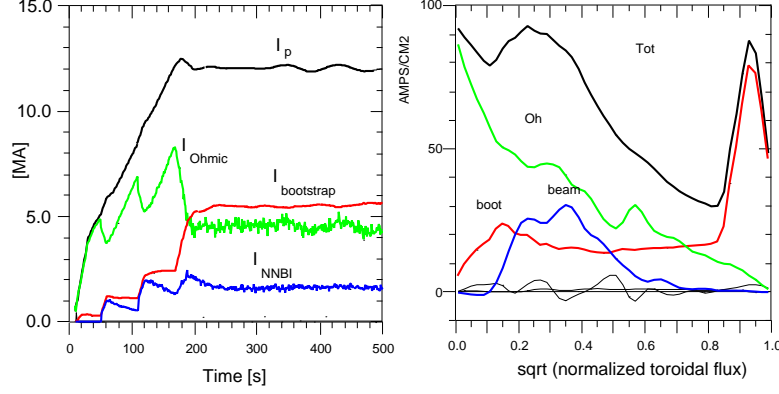 15.0
10.0
5.0
0.0
[MA]
I p
I Ohmic
I bootstrap
I NNBI
0
100
200
300
400
500
Time [s]
100
50
0
AMPS/CM2
Tot
Oh
beam
boot
0.0
0.2
0.4
0.6
0.8
1.0
sqrt (normalized toroidal flux)